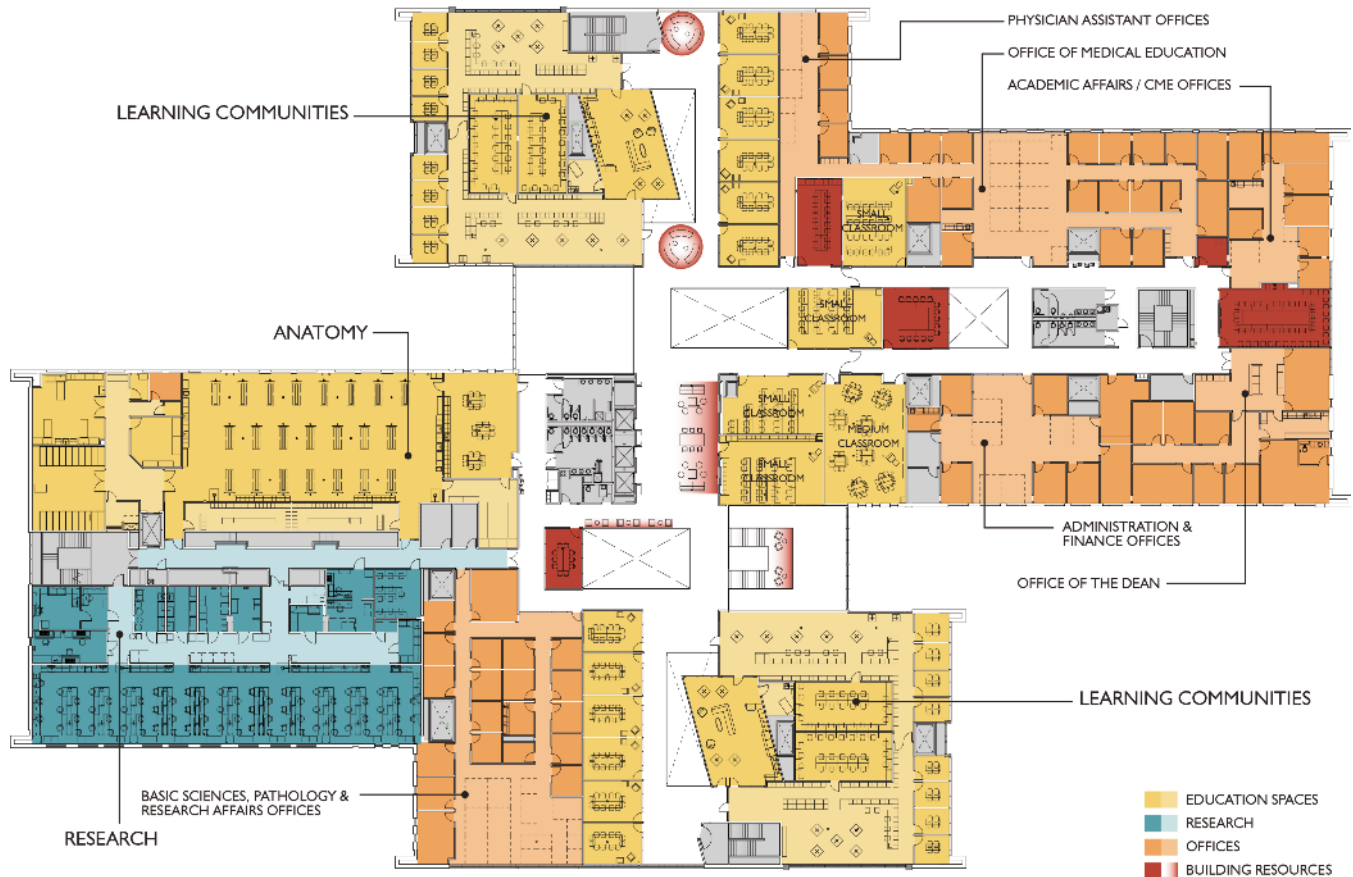 PHYSICIAN ASSISTANT OFFICES
OFFICE OF MEDICAL EDUCATION
ACADEMIC AFFAIRS / CME OFFICES
LEARNING COMMUNITIES
SMALL
CLASSROOM
SMALL
CLASSROOM
ANATOMY
SMALL
CLASSROOM
MEDIUM
CLASSROOM
SMALL
CLASSROOM
ADMINISTRATION &
FINANCE OFFICES
OFFICE OF THE DEAN
LEARNING COMMUNITIES
BASIC SCIENCES, PATHOLOGY &
RESEARCH AFFAIRS OFFICES
RESEARCH
EDUCATION SPACES
RESEARCH
OFFICES
BUILDING RESOURCES